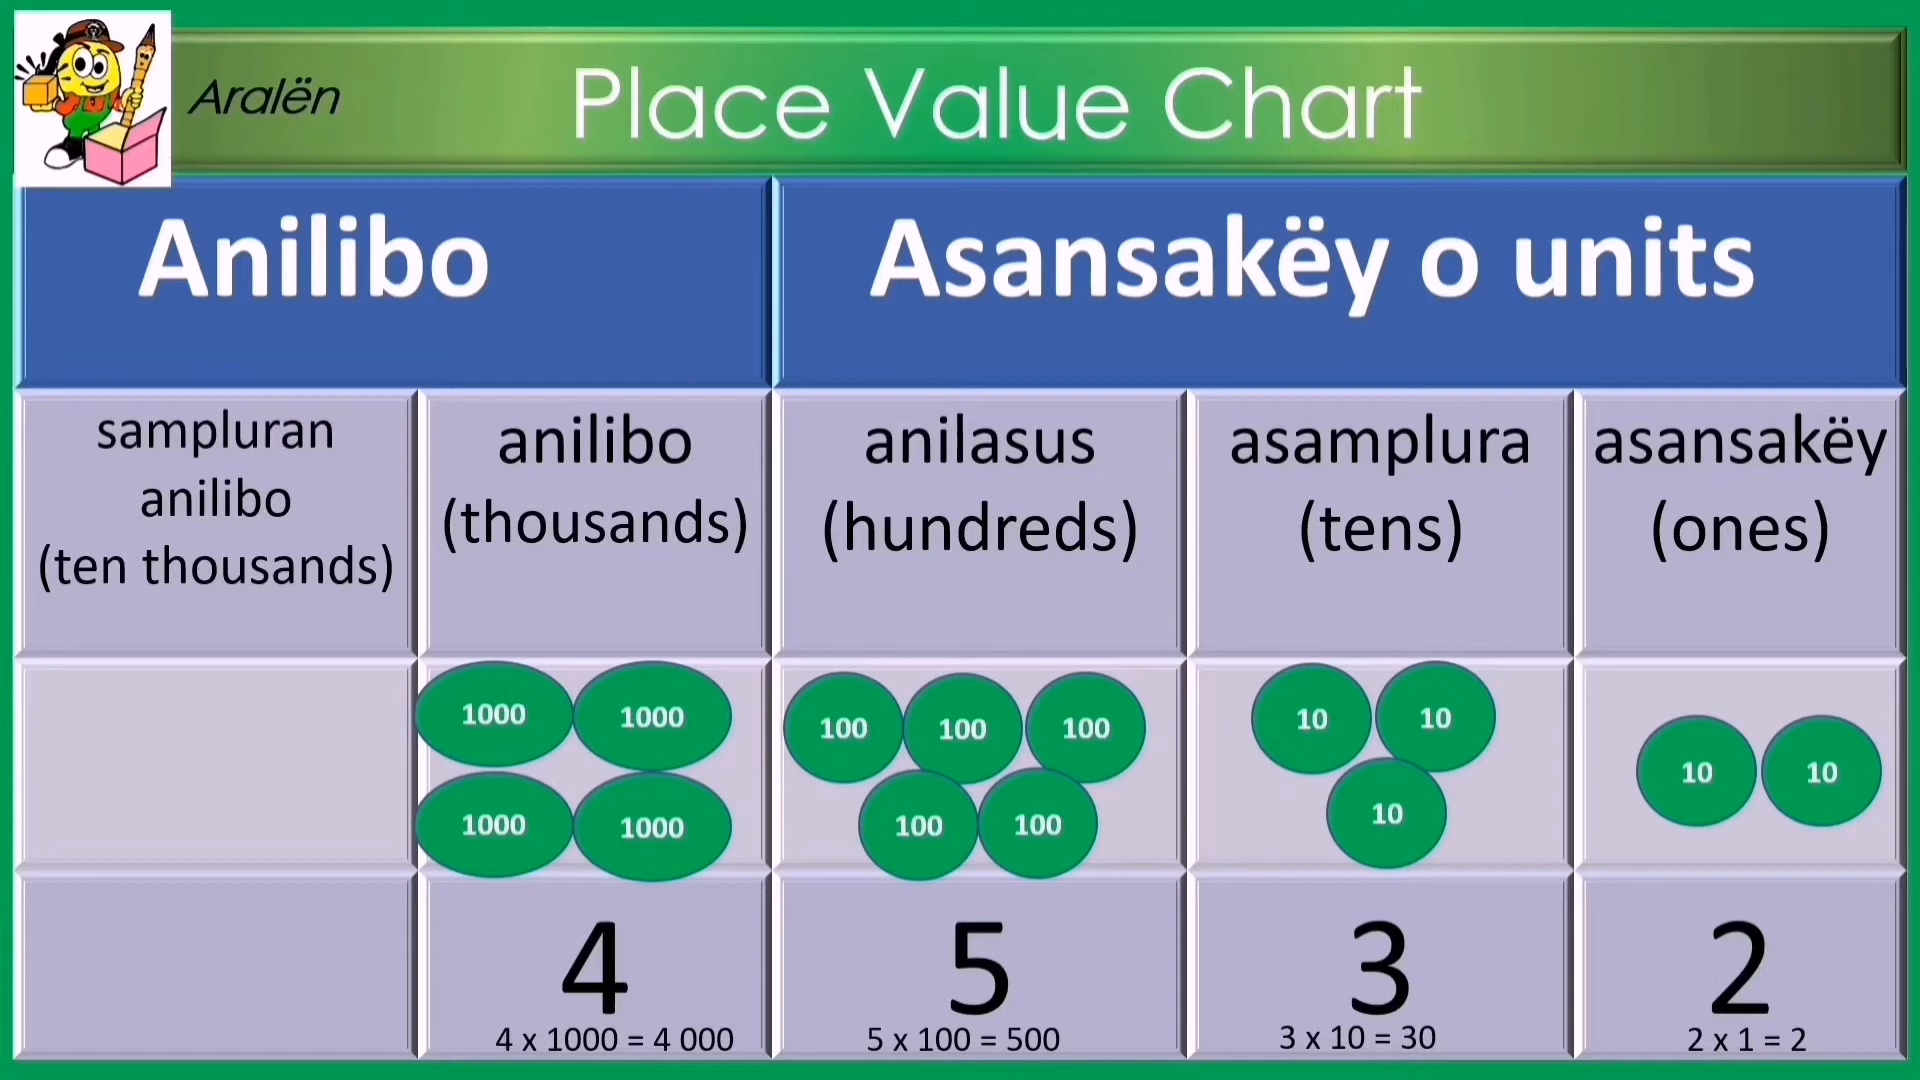 Aralën
Place Value Chart
Anilibo
Asansakëy o units
sampluran
anilibo
(ten thousands)
anilibo
(thousands)
anilasus
(hundreds)
asamplura
(tens)
asansakëy
(ones)
1000 1000
1000 1000
100 100 100
100 100
10 10
10
10 10
4
4 x 1000 = 4 000
5
5 x 100 = 500
3
3 x 10 = 30
2
2 x 1 = 2